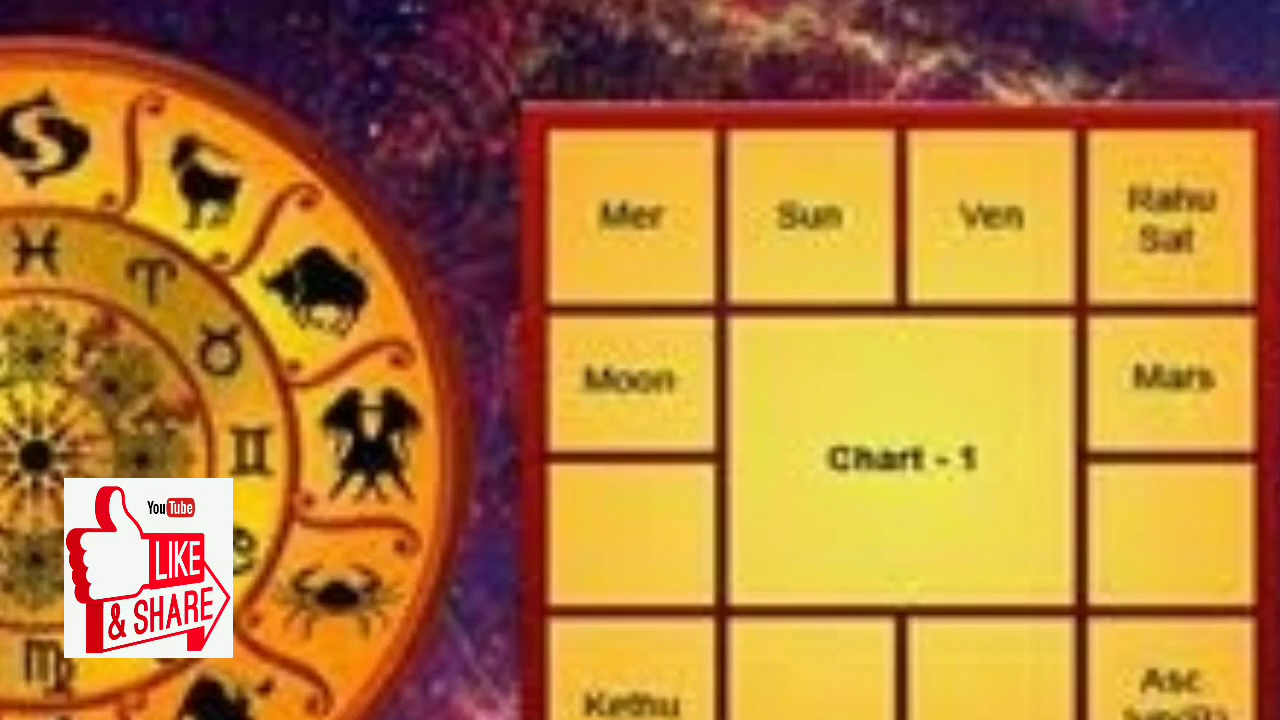 Mer
Sun
Ven
Rahu
Sat
Moon
Mars
Chart - 1
Kethu
Asc
YouTube
LIKE
& SHARE